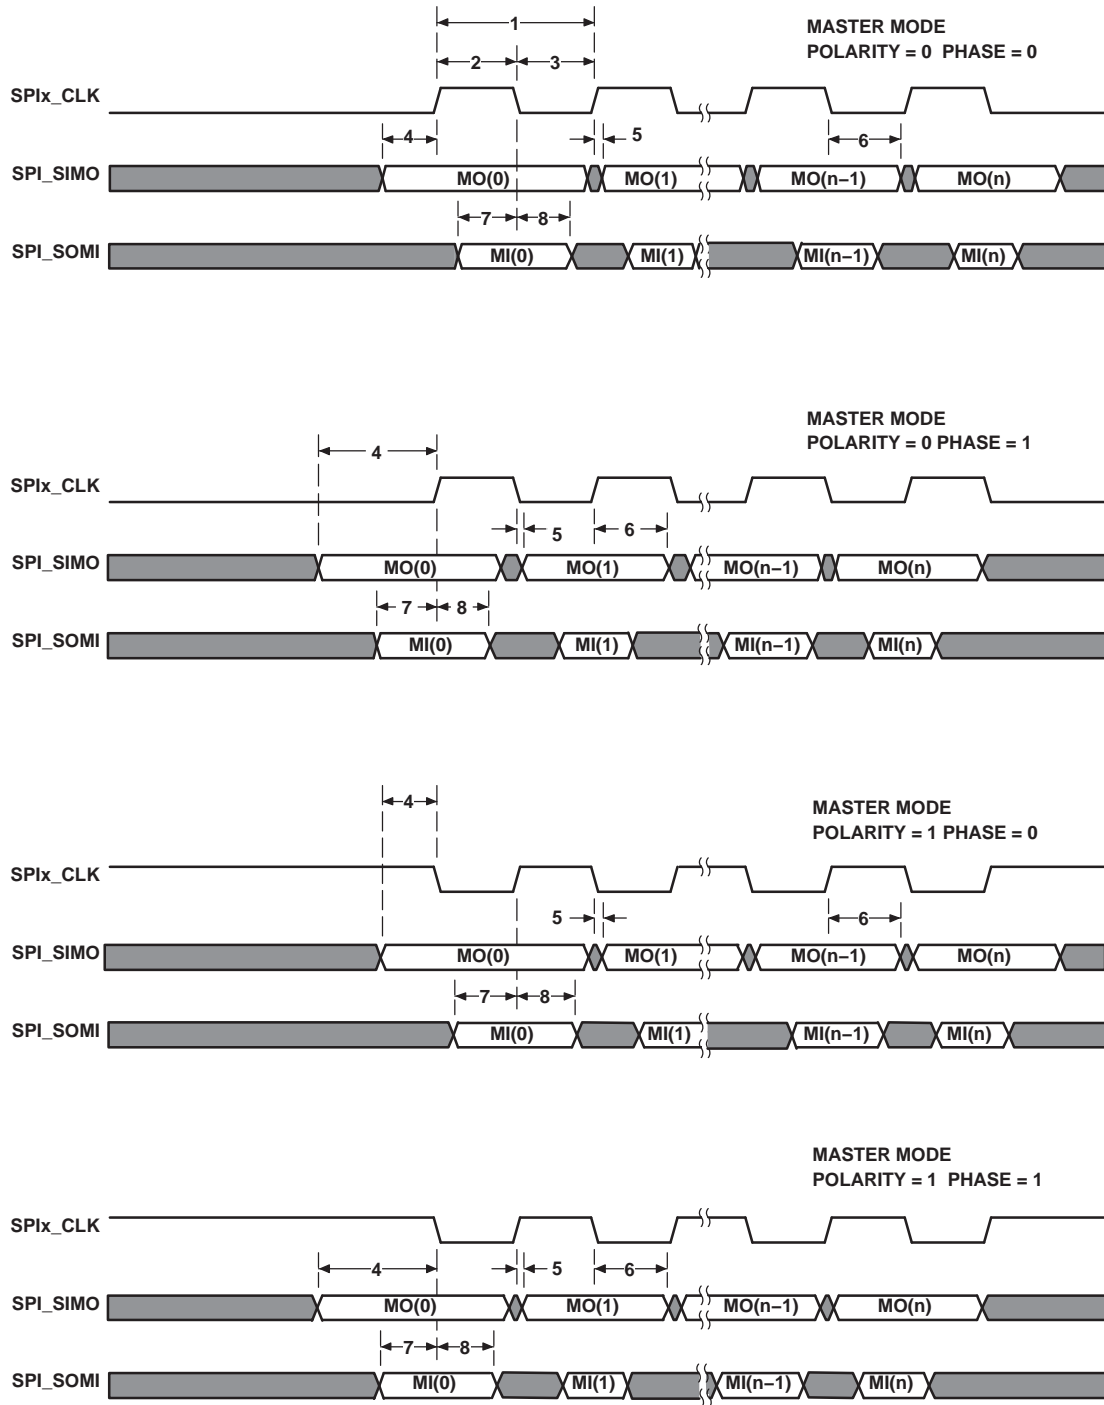 1
MASTER MODE
POLARITY = 0 PHASE = 0
2 3
SPIx_CLK
4 5 6
SPI_SIMO MO(0) MO(1) MO(n−1) MO(n)
7 8
SPI_SOMI MI(0) MI(1) MI(n−1) MI(n)
MASTER MODE
POLARITY = 0 PHASE = 1
4
SPIx_CLK
5 6
SPI_SIMO MO(0) MO(1) MO(n−1) MO(n)
7 8
SPI_SOMI MI(0) MI(1) MI(n−1) MI(n)
4
MASTER MODE
POLARITY = 1 PHASE = 0
SPIx_CLK
5 6
SPI_SIMO MO(0) MO(1) MO(n−1) MO(n)
7 8
SPI_SOMI MI(0) MI(1) MI(n−1) MI(n)
MASTER MODE
POLARITY = 1 PHASE = 1
SPIx_CLK
4 5 6
SPI_SIMO MO(0) MO(1) MO(n−1) MO(n)
7 8
SPI_SOMI MI(0) MI(1) MI(n−1) MI(n)